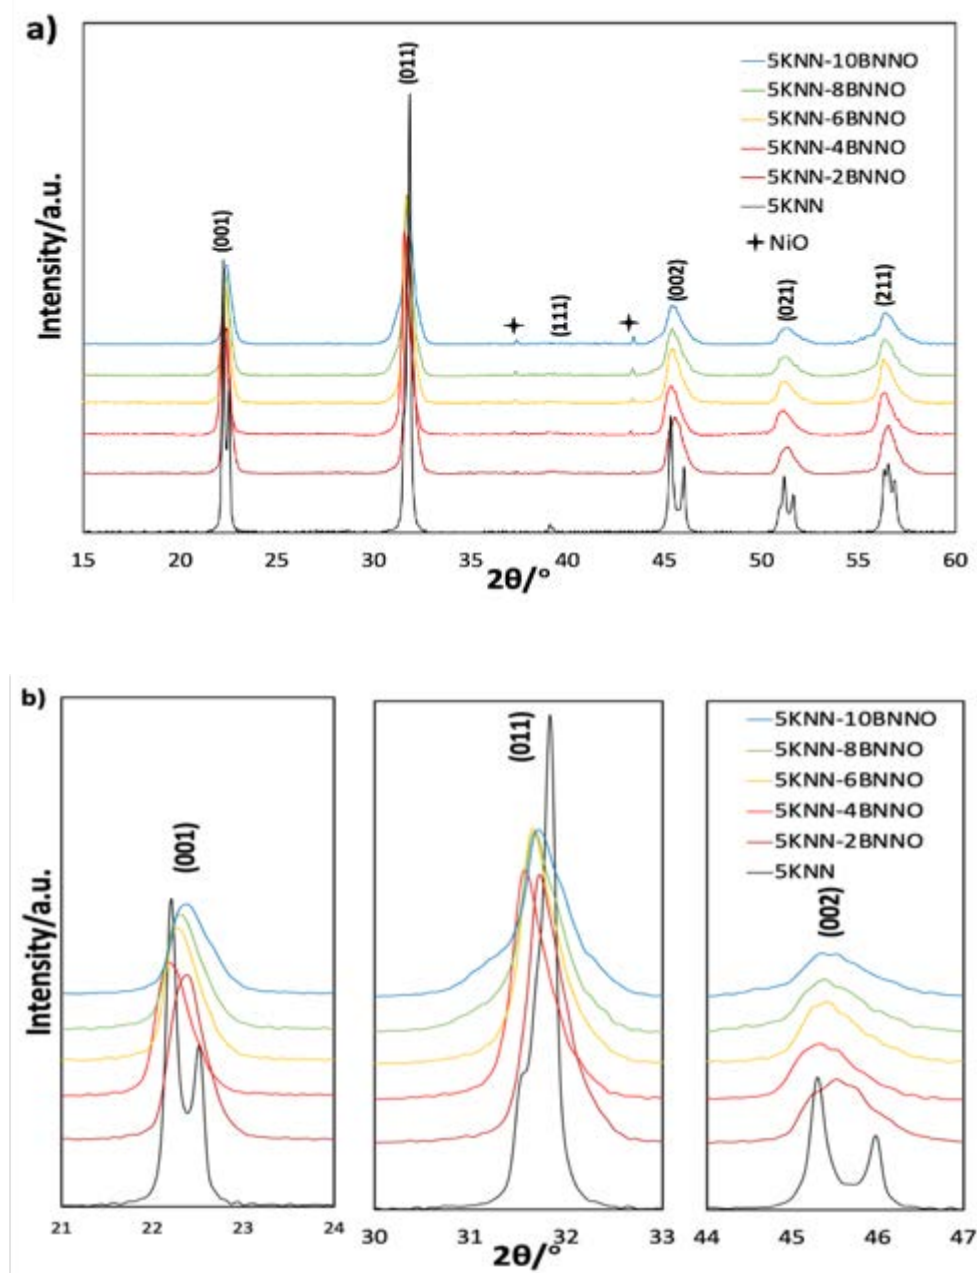 a)
Intensity/a.u.
(001)
(011)
(111)
(002)
(021)
(211)
5KNN-10BNNO
5KNN-8BNNO
5KNN-6BNNO
5KNN-4BNNO
5KNN-2BNNO
5KNN
NiO
15 20 25 30 35 40 45 50 55 60
2θ/°
b)
Intensity/a.u.
(001)
(011)
(002)
5KNN-10BNNO
5KNN-8BNNO
5KNN-6BNNO
5KNN-4BNNO
5KNN-2BNNO
5KNN
21 22 23 24
30 31 32 33
44 45 46 47
2θ/°